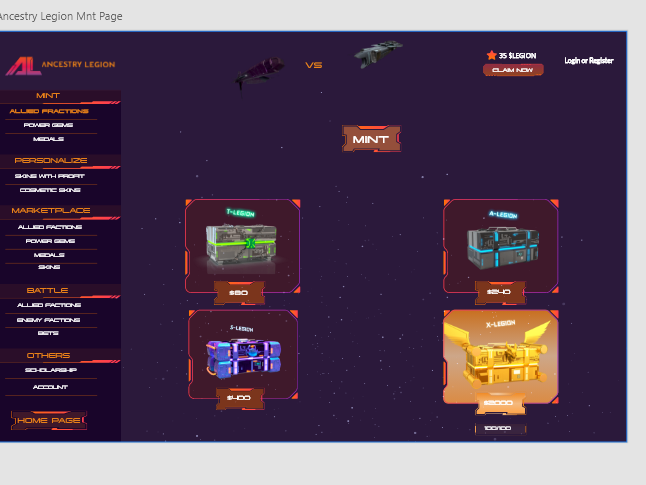 Ancestry Legion Mnt Page
ANCESTRY LEGION
VS
35 $LEGION
CLAIM NOW
Login or Register
MINT
ALLIED FRACTIONS
POWER GEMS
MEDALS
PERSONALIZE
SKINS WITH PROFIT
COSMETIC SKINS
MARKETPLACE
ALLIED FACTIONS
POWER GEMS
MEDALS
SKINS
BATTLE
ALLIED FACTIONS
ENEMY FACTIONS
BETS
OTHERS
SCHOLARSHIP
ACCOUNT
HOME PAGE
MINT
T-LEGION
$80
A-LEGION
$240
S-LEGION
$400
X-LEGION
100/100